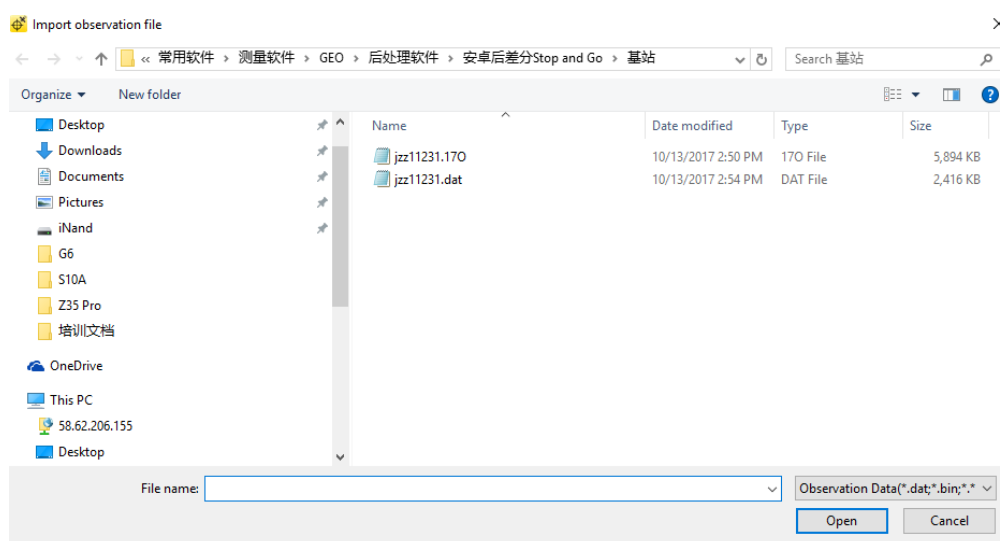 Import observation file
« 常用软件 › 测量软件 › GEO › 后处理软件 › 安卓后差分Stop and Go › 基站
Search 基站
Organize
New folder
Name
Date modified
Type
Size
jzz11231.17O 10/13/2017 2:50 PM 17O File 5,894 KB
jzz11231.dat 10/13/2017 2:54 PM DAT File 2,416 KB
Desktop
Downloads
Documents
Pictures
iNand
G6
S10A
Z35 Pro
培训文档
OneDrive
This PC
58.62.206.155
Desktop
File name:
Observation Data(*.dat;*.bin;*.*
Open
Cancel